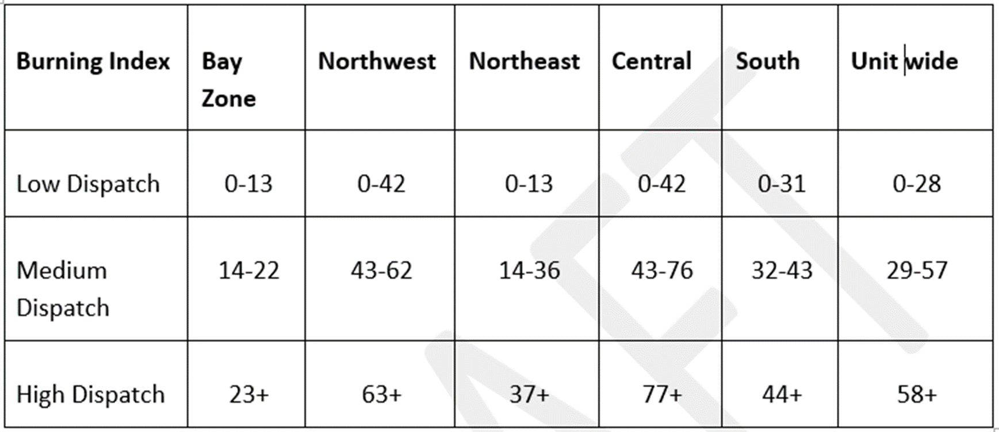 Burning Index Bay Zone Northwest Northeast Central South Unit wide
Low Dispatch 0-13 0-42 0-13 0-42 0-31 0-28
Medium Dispatch 14-22 43-62 14-36 43-76 32-43 29-57
High Dispatch 23+ 63+ 37+ 77+ 44+ 58+